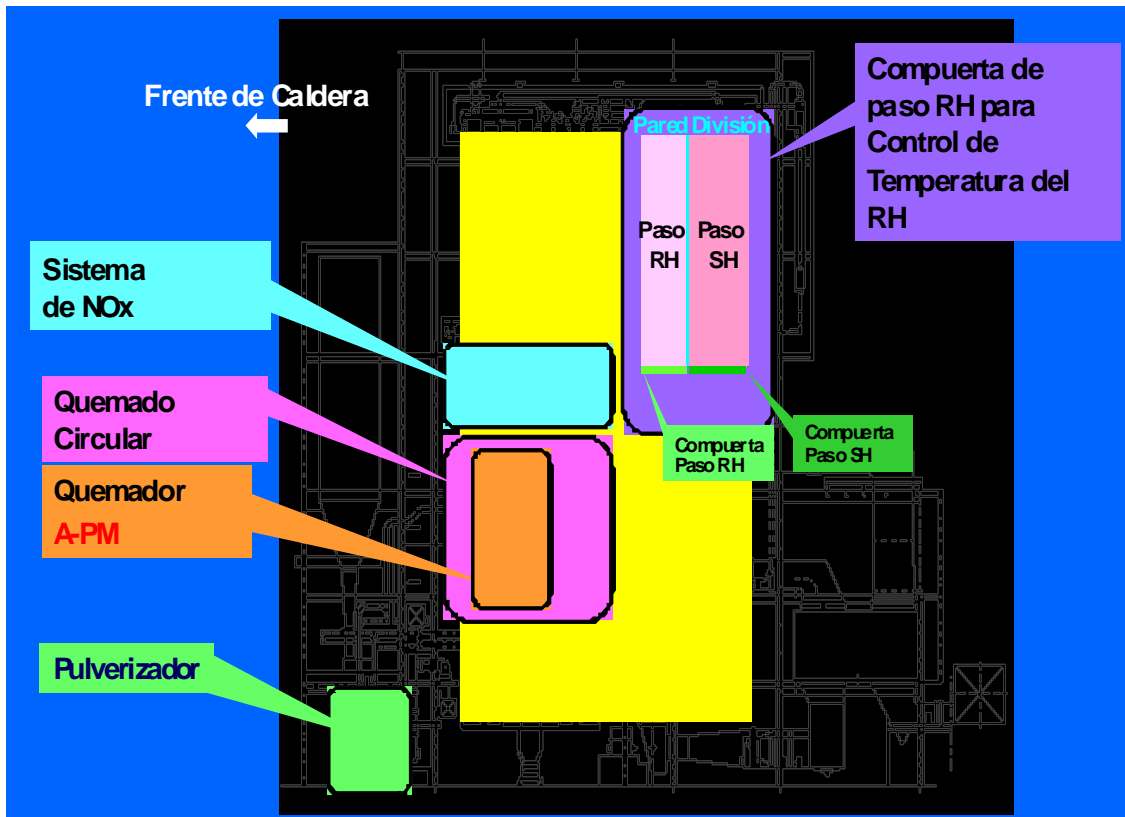 Frente de Caldera
Compuerta de
paso RH para
Control de
Temperatura del
RH
Pared División
Paso
RH
Paso
SH
Sistema
de NOx
Quemado
Circular
Compuerta
Paso RH
Compuerta
Paso SH
Quemador
A-PM
Pulverizador